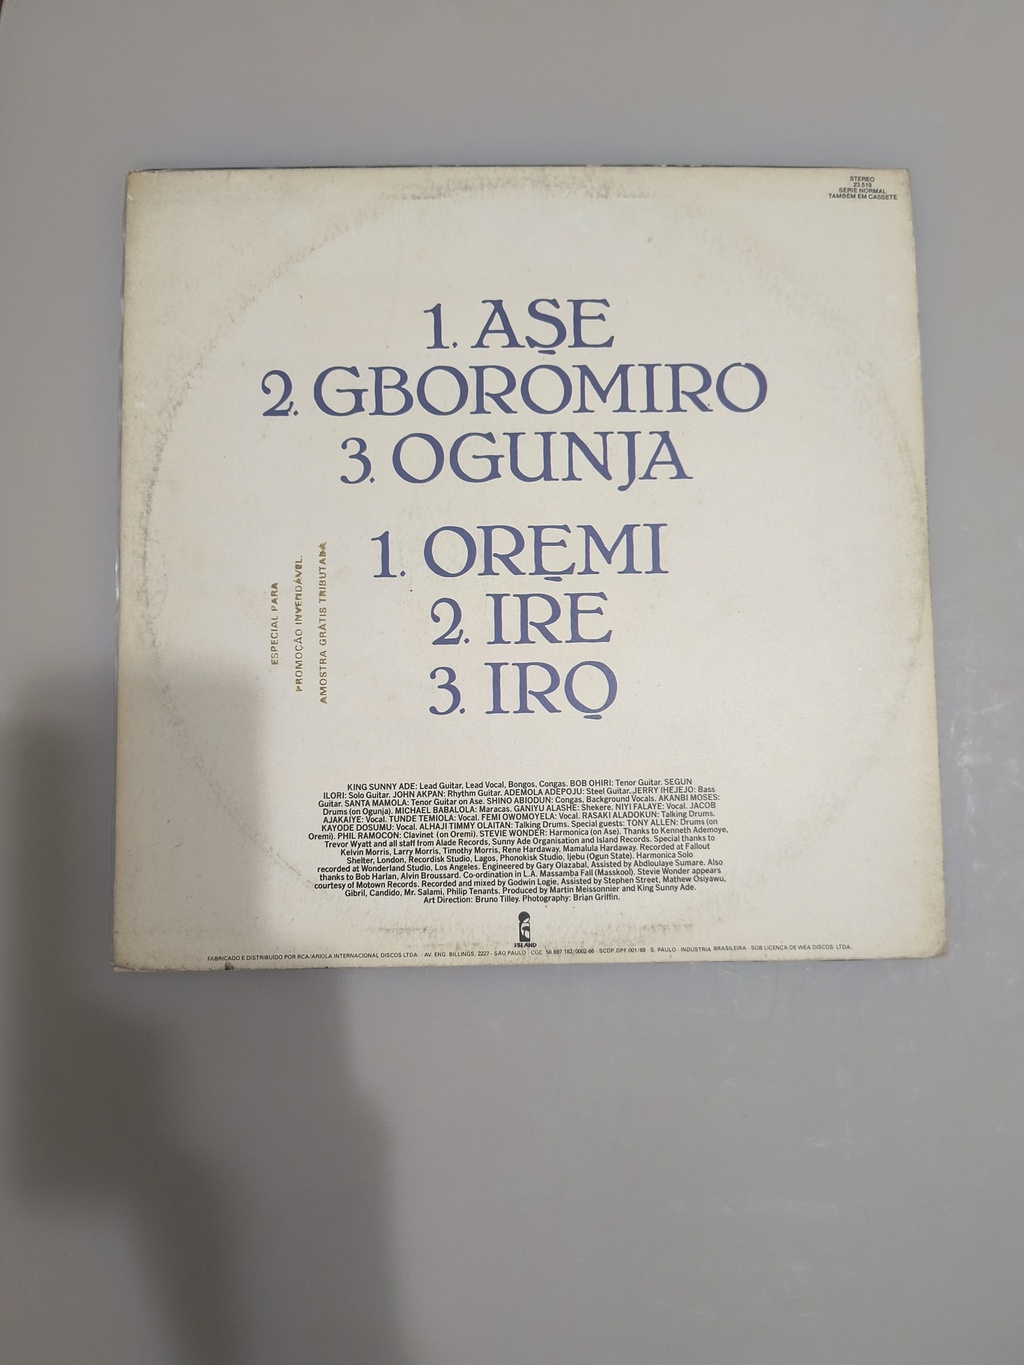 STEREO
23.519
SÉRIE NORMAL
TAMBÉM EM CASSETE
1. AṢE
2. GBOROMIRO
3. OGUNJA
1. ORẸMI
2. IRE
3. IRỌ
ESPECIAL PARA
PROMOÇÃO INVENDÁVEL.
AMOSTRA GRÁTIS TRIBUTADA
KING SUNNY ADE: Lead Guitar, Lead Vocal, Bongos, Congas. BOB OHIRI: Tenor Guitar. SEGUN
ILORI: Solo Guitar. JOHN AKPAN: Rhythm Guitar. ADEMOLA ADEPOJU: Steel Guitar. JERRY IHEJEJO: Bass
Guitar. SANTA MAMOLA: Tenor Guitar on Ase. SHINO ABIODUN: Congas, Background Vocals. AKANBI MOSES:
Drums (on Ogunja). MICHAEL BABALOLA: Maracas. GANIYU ALASHE: Shekere. NIYI FALAYE: Vocal. JACOB
AJAKAIYE: Vocal. TUNDE TEMIOLA: Vocal. FEMI OWOMOYELA: Vocal. RASAKI ALADOKUN: Talking Drums.
KAYODE DOSUMU: Vocal. ALHAJI TIMMY OLAITAN: Talking Drums. Special guests: TONY ALLEN: Drums (on
Oremi). PHIL RAMOCON: Clavinet (on Oremi). STEVIE WONDER: Harmonica (on Ase). Thanks to Kenneth Ademoye,
Trevor Wyatt and all staff from Alade Records, Sunny Ade Organisation and Island Records. Special thanks to
Kelvin Morris, Larry Morris, Timothy Morris, Rene Hardaway, Mamalula Hardaway. Recorded at Fallout
Shelter, London, Recordisk Studio, Lagos, Phonokisk Studio, Ijebu (Ogun State). Harmonica Solo
recorded at Wonderland Studio, Los Angeles. Engineered by Gary Olazabal, Assisted by Abdloulaye Sumare. Also
thanks to Bob Harlan, Alvin Broussard. Co-ordination in L.A. Massamba Fall (Masskool). Stevie Wonder appears
courtesy of Motown Records. Recorded and mixed by Godwin Logie, Assisted by Stephen Street, Mathew Osiyawu,
Gibril, Candido, Mr. Salami, Philip Tenants. Produced by Martin Meissonnier and King Sunny Ade.
Art Direction: Bruno Tilley. Photography: Brian Griffin.
ISLAND
FABRICADO E DISTRIBUÍDO POR RCA/ARIOLA INTERNACIONAL DISCOS LTDA. · AV. ENG. BILLINGS, 2227 · SÃO PAULO · CGC. 56.697.162/0002-66 · SCDP.DPF.001/69 · S. PAULO · INDÚSTRIA BRASILEIRA · SOB LICENÇA DE WEA DISCOS LTDA.